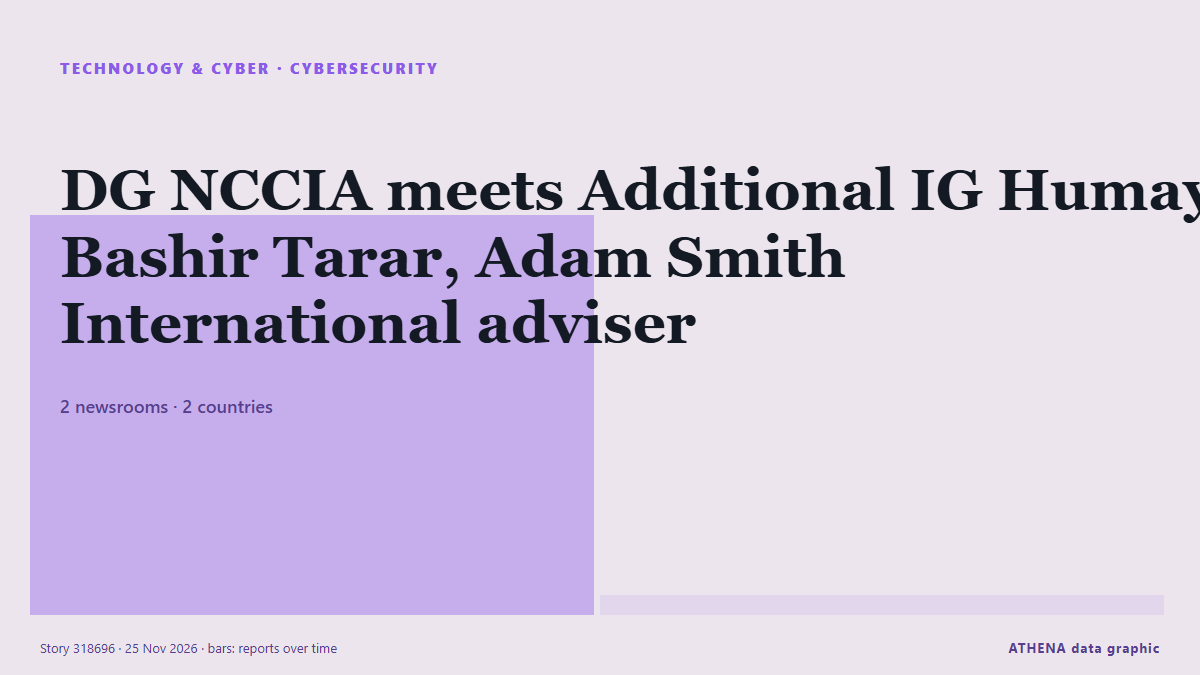 TECHNOLOGY & CYBER · CYBERSECURITY
DG NCCIA meets Additional IG Humay
Bashir Tarar, Adam Smith
International adviser
2 newsrooms · 2 countries
Story 318696 · 25 Nov 2026 · bars: reports over time
ATHENA data graphic